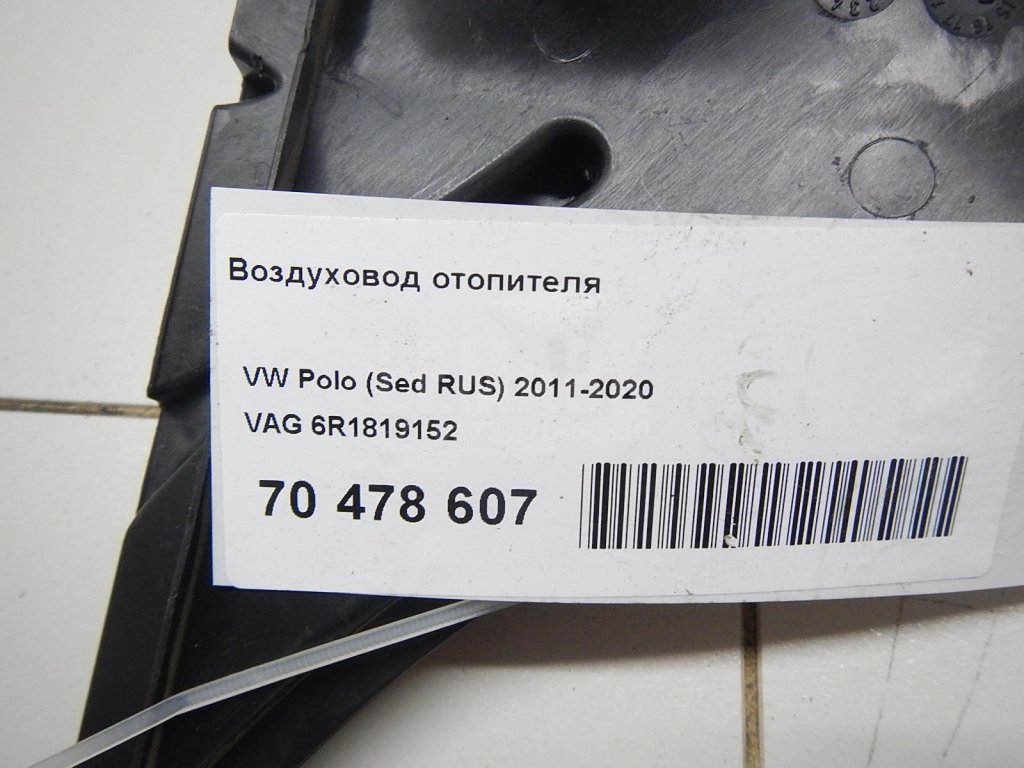 Воздуховод отопителя
VW Polo (Sed RUS) 2011-2020
VAG 6R1819152
70 478 607